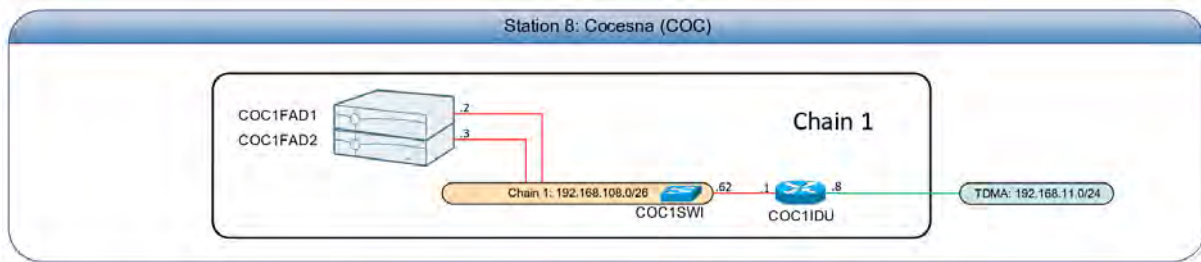 Station 8: Cocesna (COC)
COC1FAD1
.2
Chain 1
COC1FAD2
.3
Chain 1: 192.168.108.0/26
.62
.1
.8
TDMA: 192.168.11.0/24
COC1SWI
COC1IDU